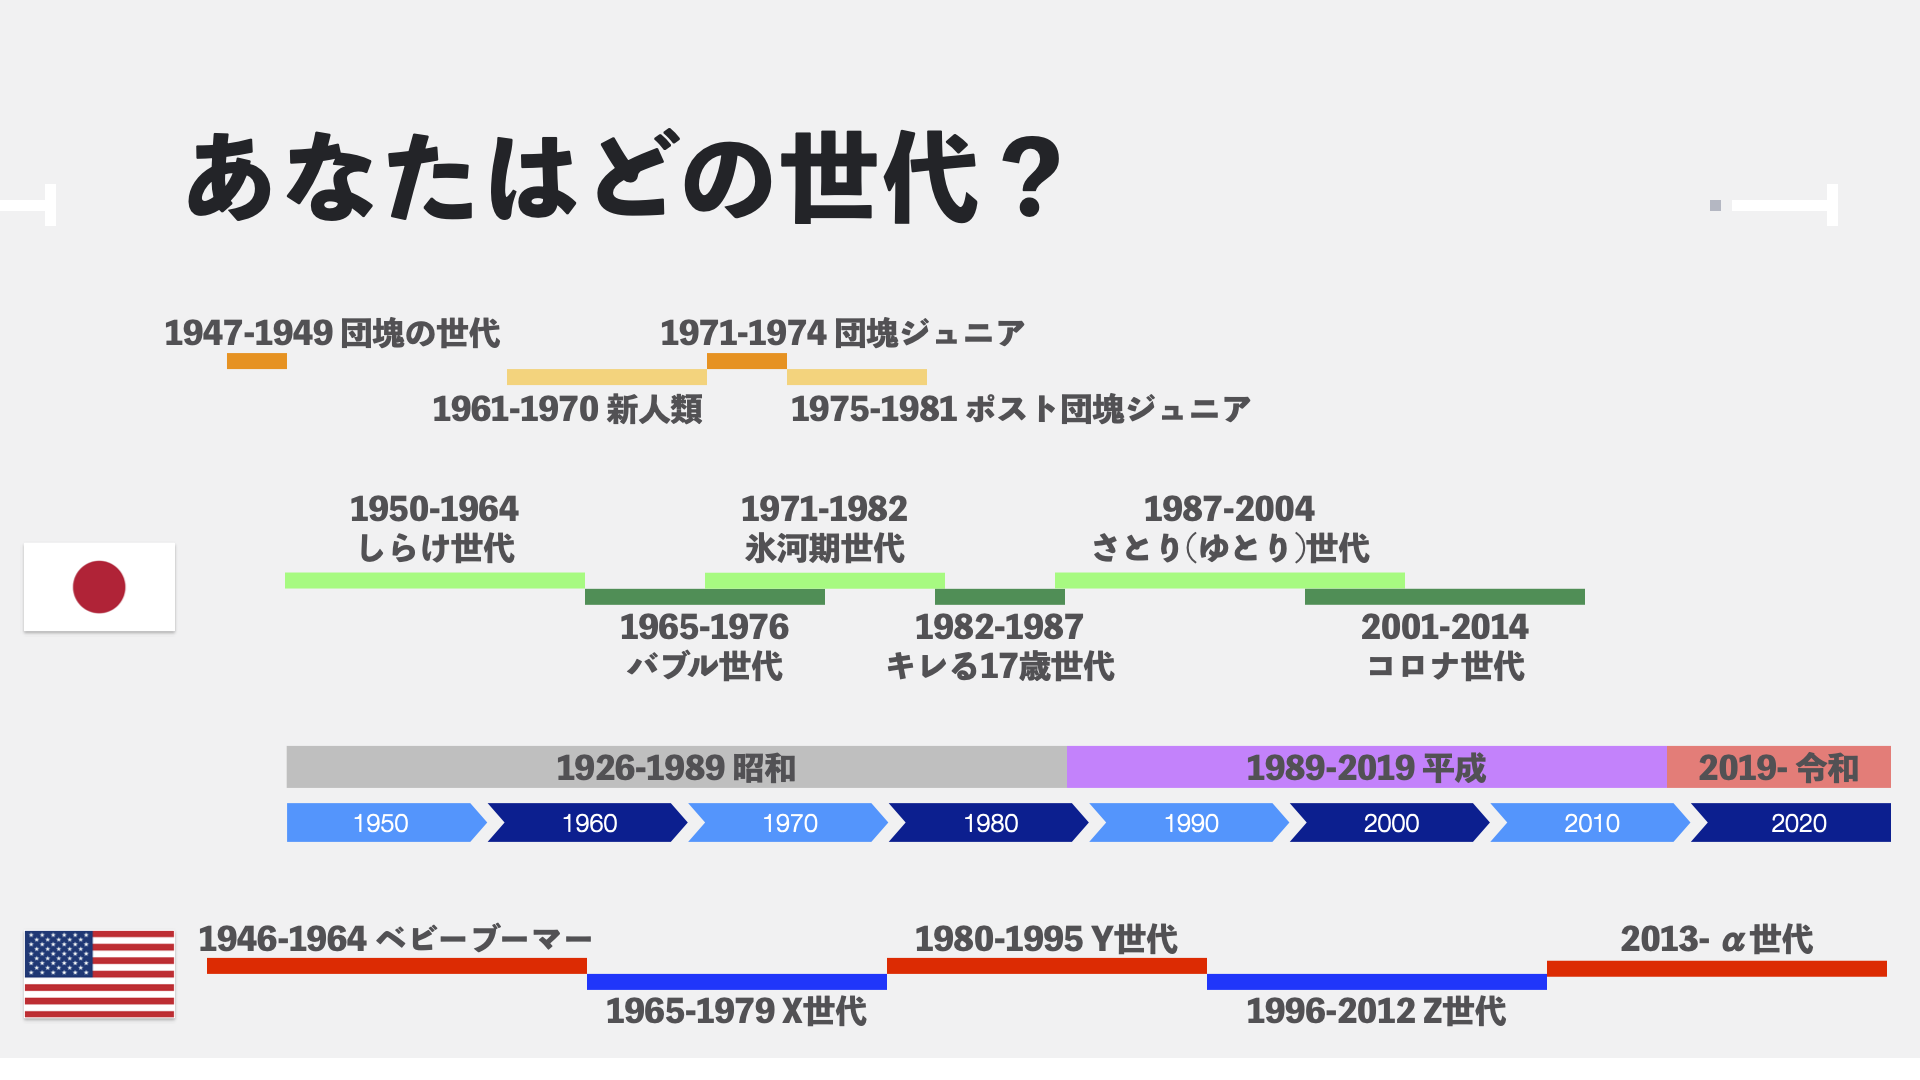 あなたはどの世代？
1947-1949 団塊の世代
1971-1974 団塊ジュニア
1961-1970 新人類
1975-1981 ポスト団塊ジュニア
1950-1964
しらけ世代
1971-1982
氷河期世代
1987-2004
さとり(ゆとり)世代
1965-1976
バブル世代
1982-1987
キレる17歳世代
2001-2014
コロナ世代
1926-1989 昭和
1989-2019 平成
2019- 令和
1950
1960
1970
1980
1990
2000
2010
2020
1946-1964 ベビーブーマー
1980-1995 Y世代
2013- α世代
1965-1979 X世代
1996-2012 Z世代